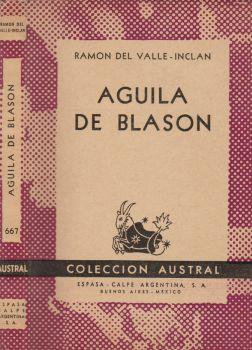 RAMON DEL
VALLE-INCLAN
AGUILA DE BLASON
667
AUSTRAL
ESPASA
CALPE
ARGENTINA,
S. A.
RAMON DEL VALLE-INCLAN
AGUILA
DE BLASON
COLECCION AUSTRAL
ESPASA-CALPE ARGENTINA, S. A.
BUENOS AIRES-MEXICO